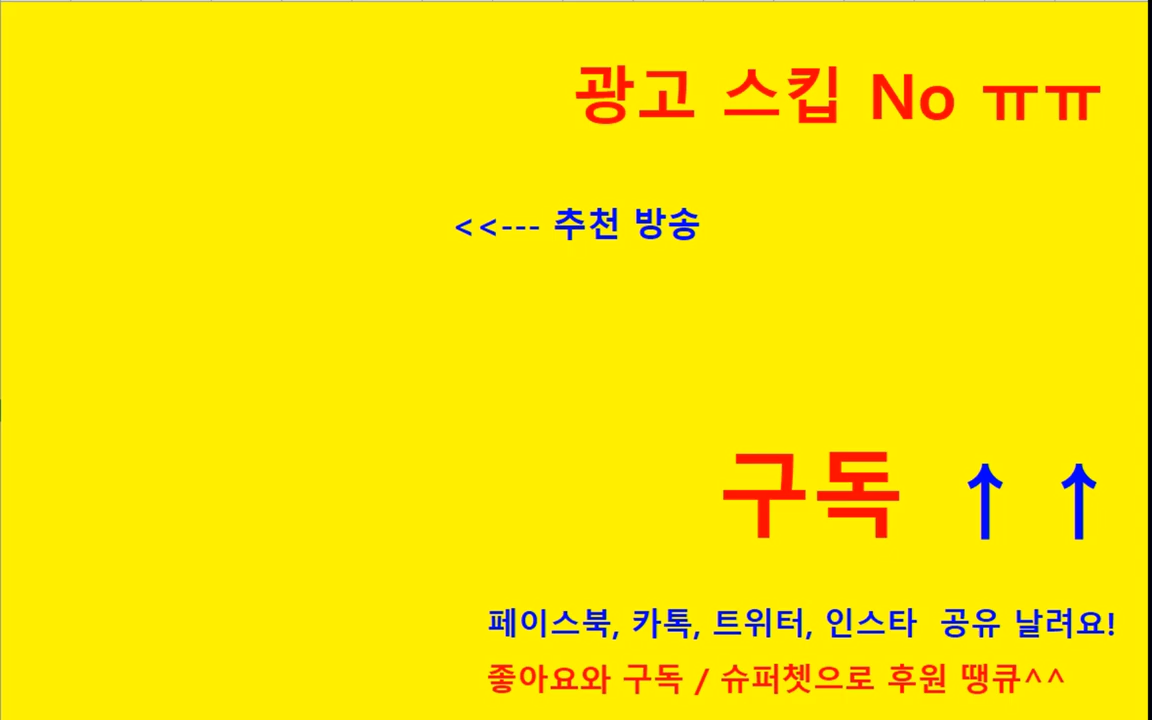 광고 스킵 No ㅠㅠ
<<--- 추천 방송
구독 ↑ ↑
페이스북, 카톡, 트위터, 인스타 공유 날려요!
좋아요와 구독 / 슈퍼쳇으로 후원 땡큐^^